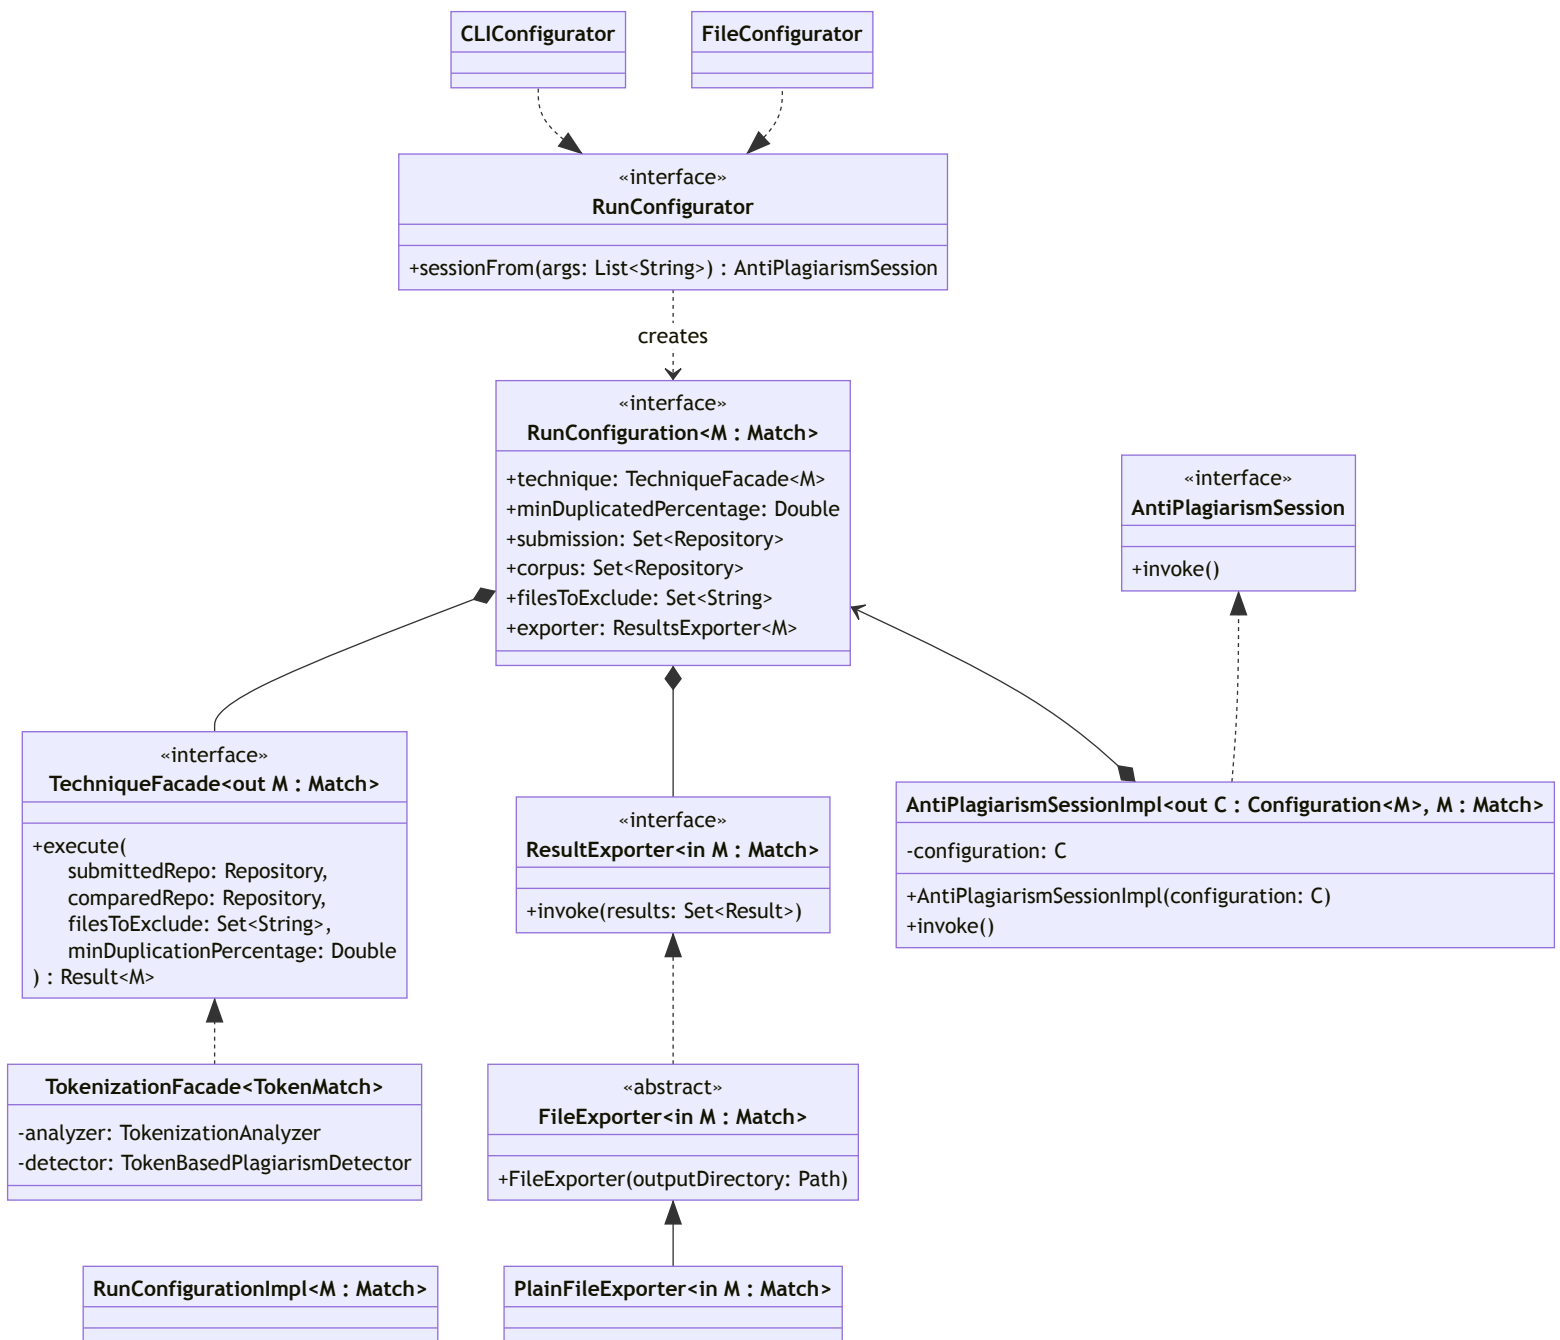 CLIConfigurator
FileConfigurator
«interface»
RunConfigurator
+sessionFrom(args: List<String>) : AntiPlagiarismSession
creates
«interface»
RunConfiguration<M : Match>
+technique: TechniqueFacade<M>
+minDuplicatedPercentage: Double
+submission: Set<Repository>
+corpus: Set<Repository>
+filesToExclude: Set<String>
+exporter: ResultsExporter<M>
«interface»
AntiPlagiarismSession
+invoke()
«interface»
TechniqueFacade<out M : Match>
+execute(
submittedRepo: Repository,
comparedRepo: Repository,
filesToExclude: Set<String>,
minDuplicationPercentage: Double
) : Result<M>
«interface»
ResultExporter<in M : Match>
+invoke(results: Set<Result>)
AntiPlagiarismSessionImpl<out C : Configuration<M>, M : Match>
-configuration: C
+AntiPlagiarismSessionImpl(configuration: C)
+invoke()
TokenizationFacade<TokenMatch>
-analyzer: TokenizationAnalyzer
-detector: TokenBasedPlagiarismDetector
«abstract»
FileExporter<in M : Match>
+FileExporter(outputDirectory: Path)
RunConfigurationImpl<M : Match>
PlainFileExporter<in M : Match>